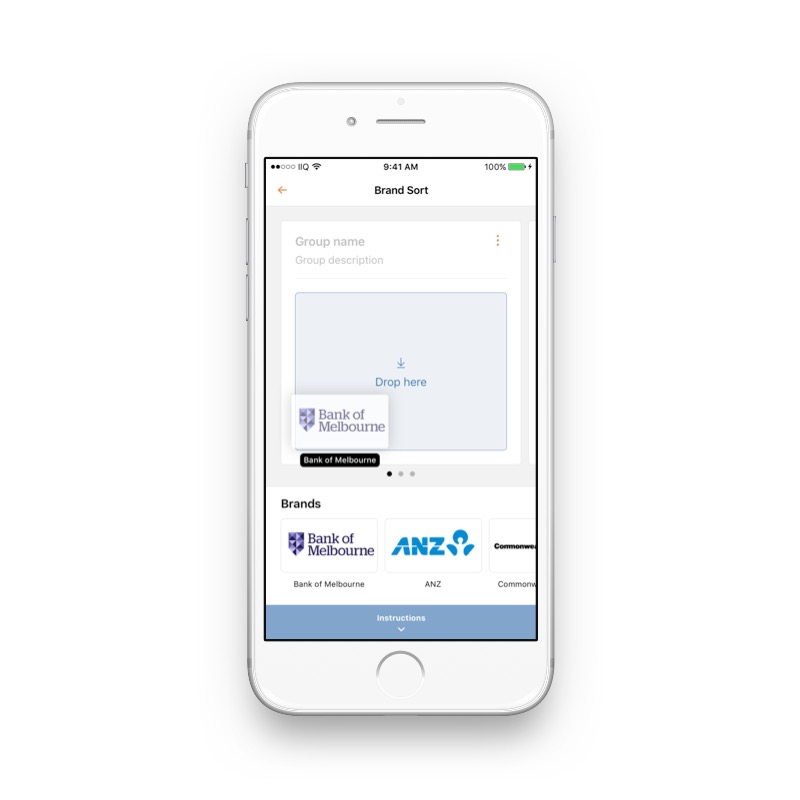 IIQ
9:41 AM
100%
Brand Sort
Group name
Group description
Drop here
Bank of
Melbourne
Bank of Melbourne
Brands
Bank of
Melbourne
ANZ
Commonwea
Bank of Melbourne
ANZ
Commonw
Instructions